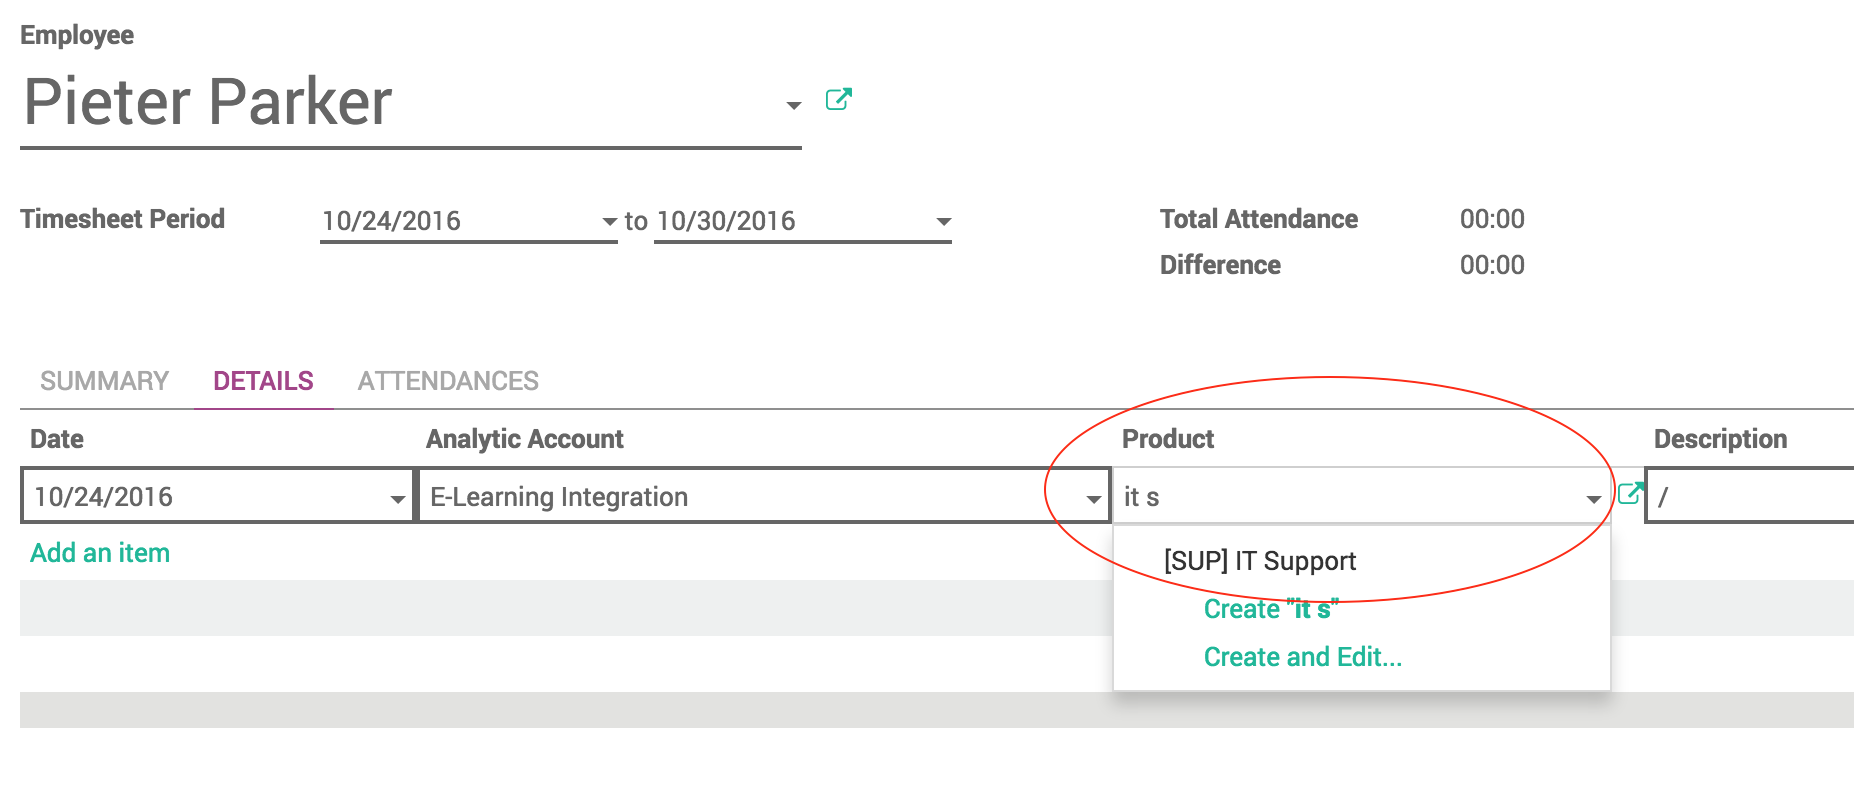 Employee
Pieter Parker
Timesheet Period 10/24/2016 to 10/30/2016 Total Attendance 00:00
Difference 00:00
SUMMARY DETAILS ATTENDANCES
Date Analytic Account Product Description
10/24/2016 E-Learning Integration it s /
Add an item [SUP] IT Support
Create "it s"
Create and Edit...